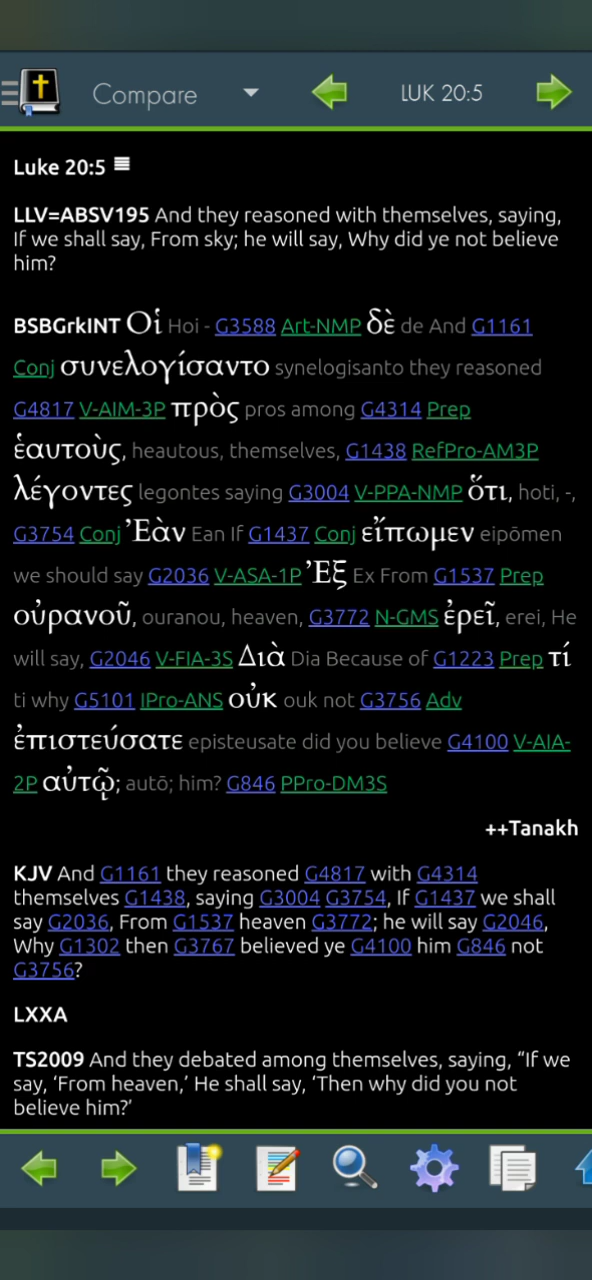 Compare
LUK 20:5
Luke 20:5
LLV=ABSV195 And they reasoned with themselves, saying,
If we shall say, From sky; he will say, Why did ye not believe
him?
BSBGrkINT Οἱ Hoi - G3588 Art-NMP δὲ de And G1161
Conj συνελογίσαντο synelogisanto they reasoned
G4817 V-AIM-3P πρὸς pros among G4314 Prep
ἑαυτοὺς, heautous, themselves, G1438 RefPro-AM3P
λέγοντες legontes saying G3004 V-PPA-NMP ὅτι, hoti, -,
G3754 Conj Ἐὰν Ean If G1437 Conj εἴπωμεν eipōmen
we should say G2036 V-ASA-1P Ἐξ Ex From G1537 Prep
οὐρανοῦ, ouranou, heaven, G3772 N-GMS ἐρεῖ, erei, He
will say, G2046 V-FIA-3S Διὰ Dia Because of G1223 Prep τί
ti why G5101 IPro-ANS οὐκ ouk not G3756 Adv
ἐπιστεύσατε episteusate did you believe G4100 V-AIA-
2P αὐτῷ; autō; him? G846 PPro-DM3S
++Tanakh
KJV And G1161 they reasoned G4817 with G4314
themselves G1438, saying G3004 G3754, If G1437 we shall
say G2036, From G1537 heaven G3772; he will say G2046,
Why G1302 then G3767 believed ye G4100 him G846 not
G3756?
LXXA
TS2009 And they debated among themselves, saying, “If we
say, ‘From heaven,’ He shall say, ‘Then why did you not
believe him?’